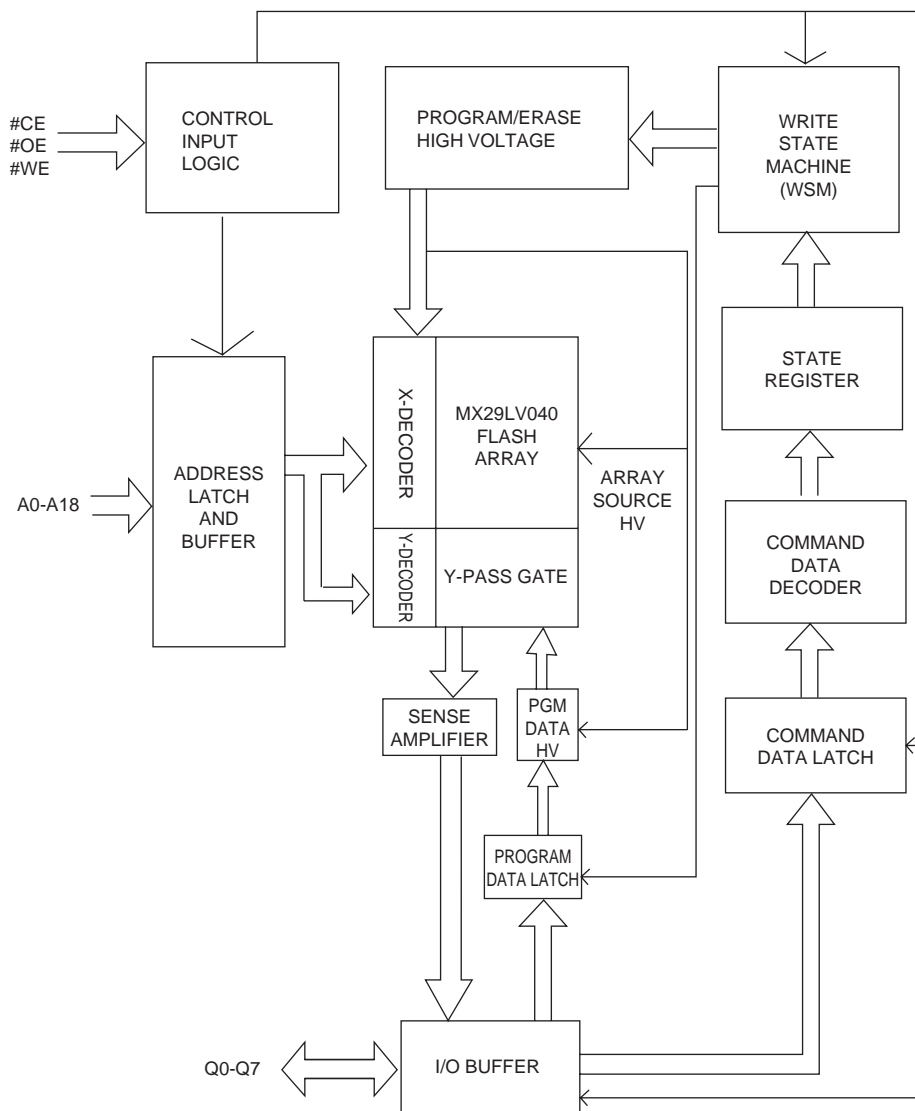 CONTROL
INPUT
LOGIC
PROGRAM/ERASE
HIGH VOLTAGE
WRITE
STATE
MACHINE
(WSM)
#CE
#OE
#WE
STATE
REGISTER
X-DECODER
MX29LV040
FLASH
ARRAY
ADDRESS
LATCH
AND
BUFFER
A0-A18
ARRAY
SOURCE
HV
Y-DECODER
Y-PASS GATE
COMMAND
DATA
DECODER
SENSE
AMPLIFIER
PGM
DATA
HV
COMMAND
DATA LATCH
PROGRAM
DATA LATCH
Q0-Q7
I/O BUFFER